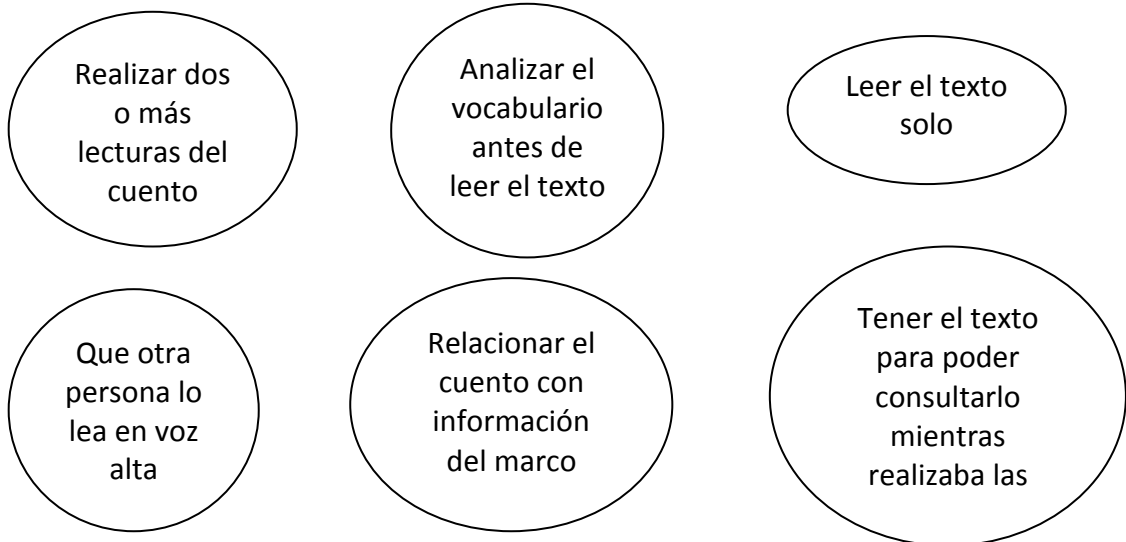 Realizar dos
o más
lecturas del
cuento
Analizar el
vocabulario
antes de
leer el texto
Leer el texto
solo
Que otra
persona lo
lea en voz
alta
Relacionar el
cuento con
información
del marco
Tener el texto
para poder
consultarlo
mientras
realizaba las